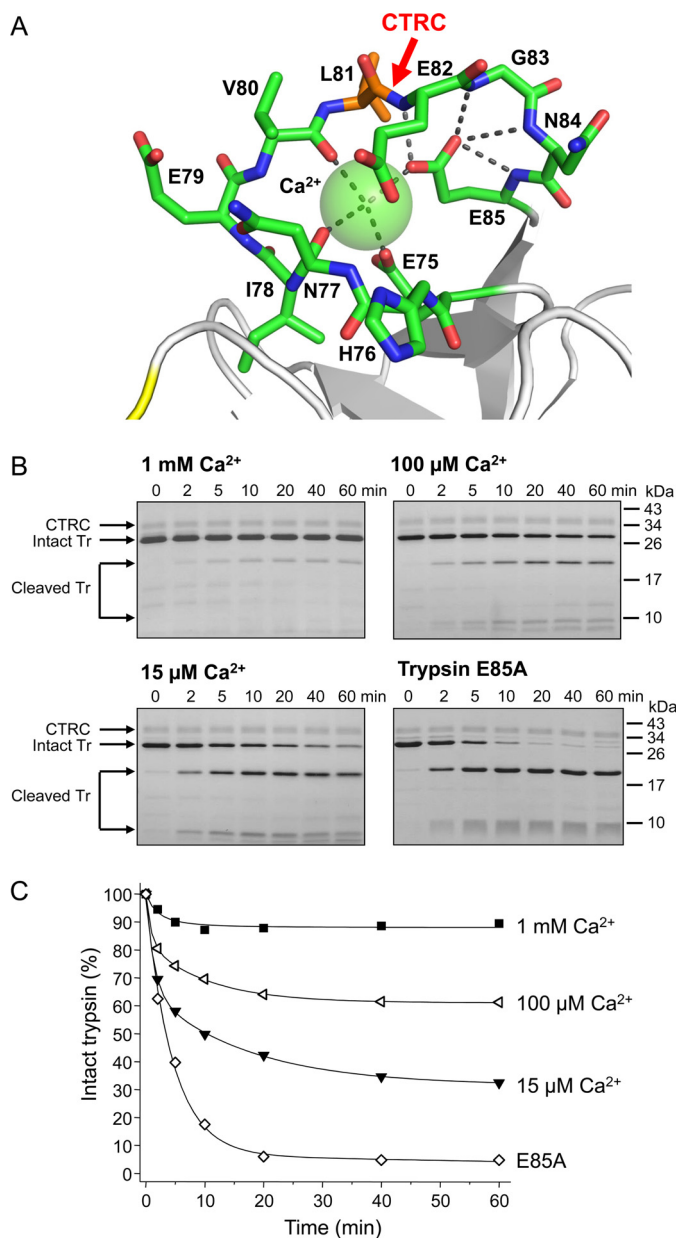 A
CTRC
G83
L81
E82
V80
N84
E79
Ca²⁺
E85
E75
I78
N77
H76
B
1 mM Ca²⁺
100 µM Ca²⁺
0 2 5 10 20 40 60 min
0 2 5 10 20 40 60 min
kDa
CTRC
Intact Tr
Cleaved Tr
43
34
26
17
10
15 µM Ca²⁺
Trypsin E85A
0 2 5 10 20 40 60 min
0 2 5 10 20 40 60 min
kDa
CTRC
Intact Tr
Cleaved Tr
43
34
26
17
10
C
Intact trypsin (%)
100
90
80
70
60
50
40
30
20
10
0
1 mM Ca²⁺
100 µM Ca²⁺
15 µM Ca²⁺
E85A
0 10 20 30 40 50 60
Time (min)